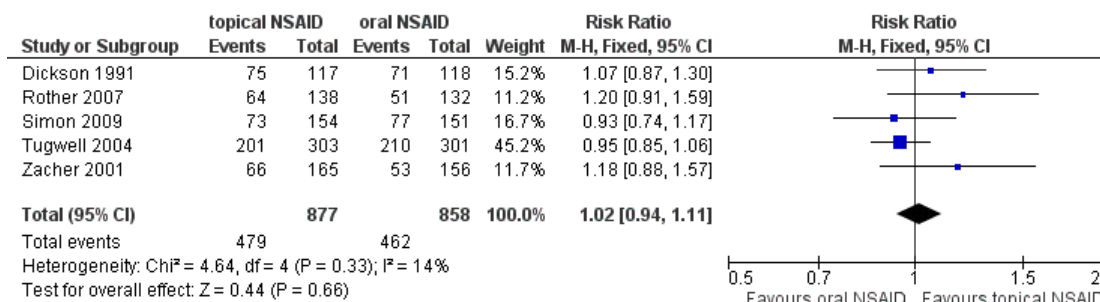 topical NSAID oral NSAID Risk Ratio Risk Ratio
Study or Subgroup Events Total Events Total Weight M-H, Fixed, 95% CI M-H, Fixed, 95% CI
Dickson 1991 75 117 71 118 15.2% 1.07 [0.87, 1.30]
Rother 2007 64 138 51 132 11.2% 1.20 [0.91, 1.59]
Simon 2009 73 154 77 151 16.7% 0.93 [0.74, 1.17]
Tugwell 2004 201 303 210 301 45.2% 0.95 [0.85, 1.06]
Zacher 2001 66 165 53 156 11.7% 1.18 [0.88, 1.57]
Total (95% CI) 877 858 100.0% 1.02 [0.94, 1.11]
Total events 479 462
Heterogeneity: Chi² = 4.64, df = 4 (P = 0.33); I² = 14%
Test for overall effect: Z = 0.44 (P = 0.66)
0.5 0.7 1 1.5 2
Favours oral NSAID Favours topical NSAID